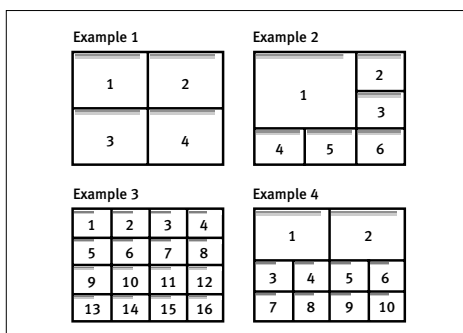 Example 1
1 2
3 4
Example 2
1
2
3
4 5 6
Example 3
1 2 3 4
5 6 7 8
9 10 11 12
13 14 15 16
Example 4
1 2
3 4 5 6
7 8 9 10